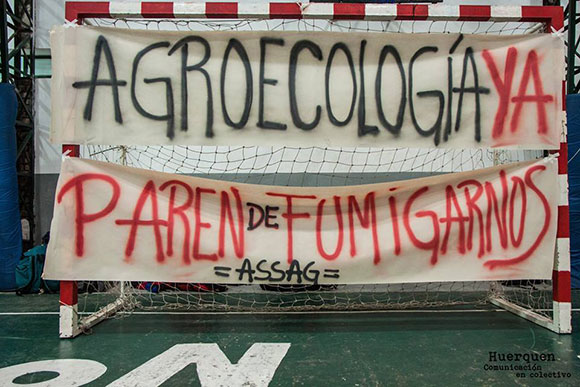 AGROECOLOGÍA YA
PAREN DE FUMIGARNOS
=ASSAG=
Huerquen
Comunicación
en colectivo